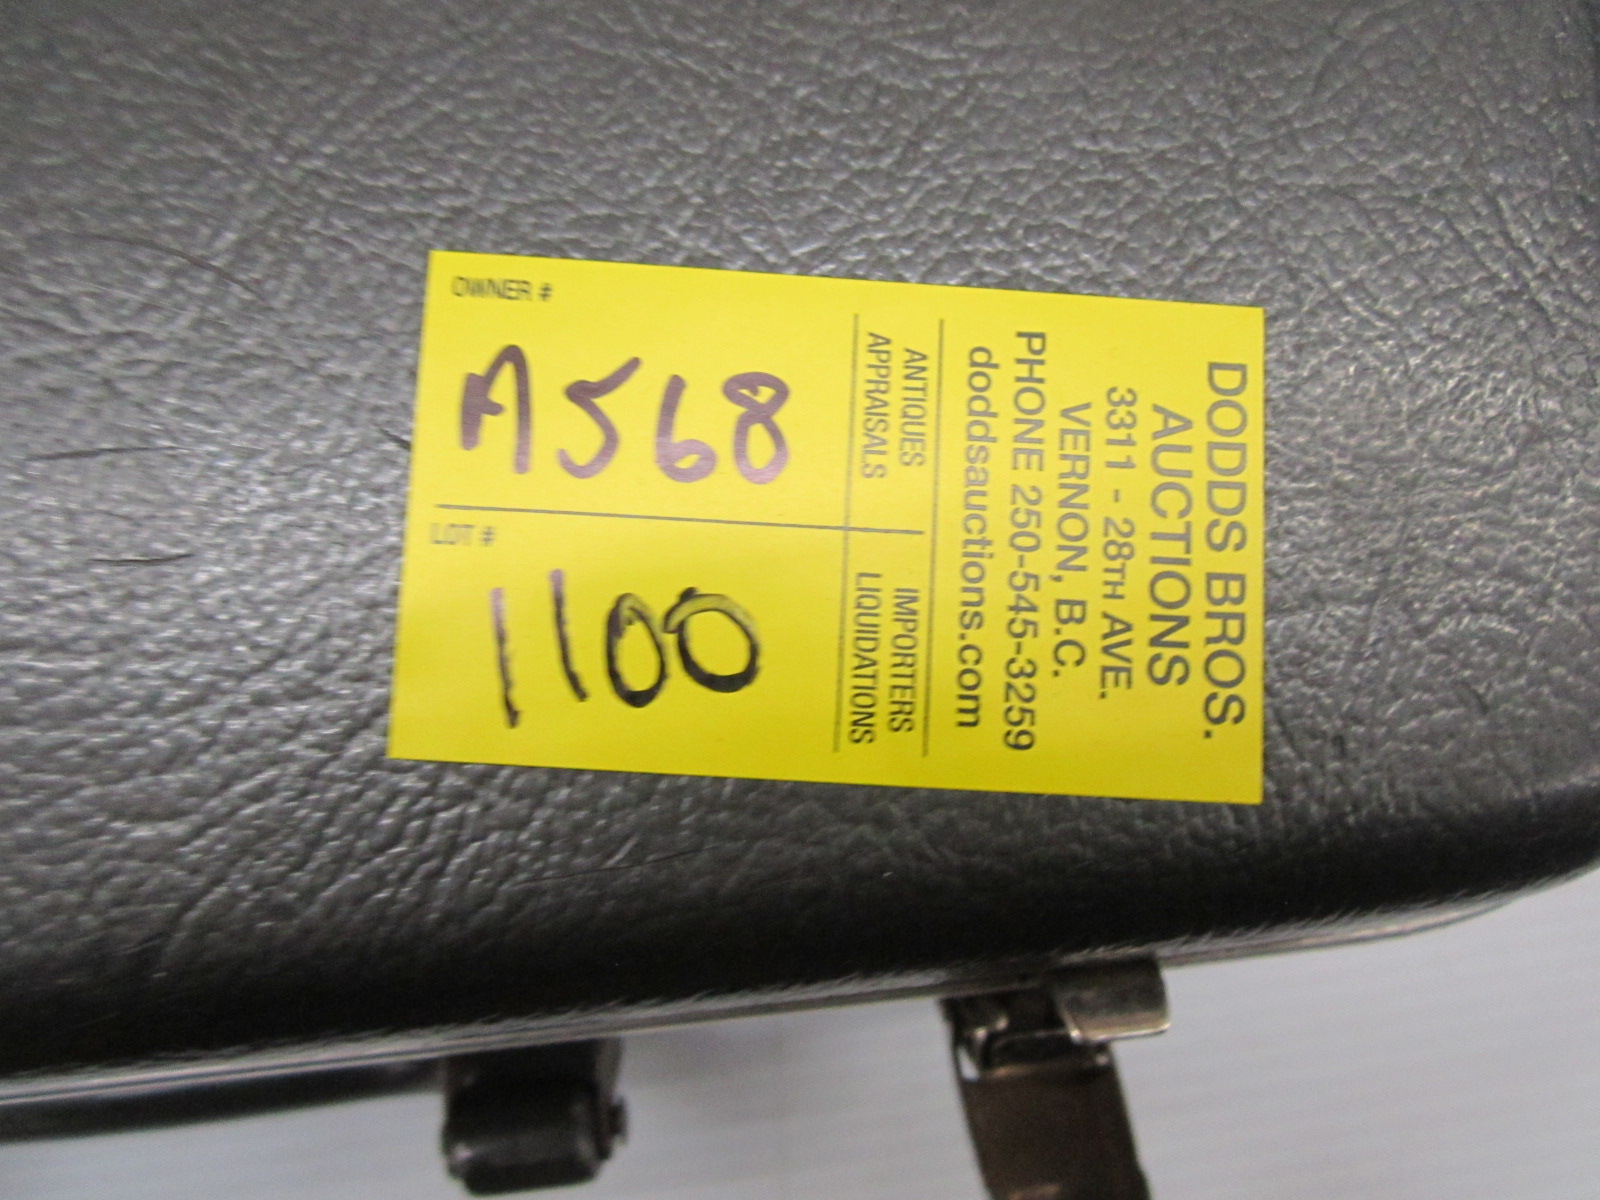 DODDS BROS.
AUCTIONS
3311 - 28TH AVE.
VERNON, B.C.
PHONE 250-545-3259
doddsauctions.com
ANTIQUES IMPORTERS
APPRAISALS LIQUIDATIONS
OWNER #
A568
LOT #
1100